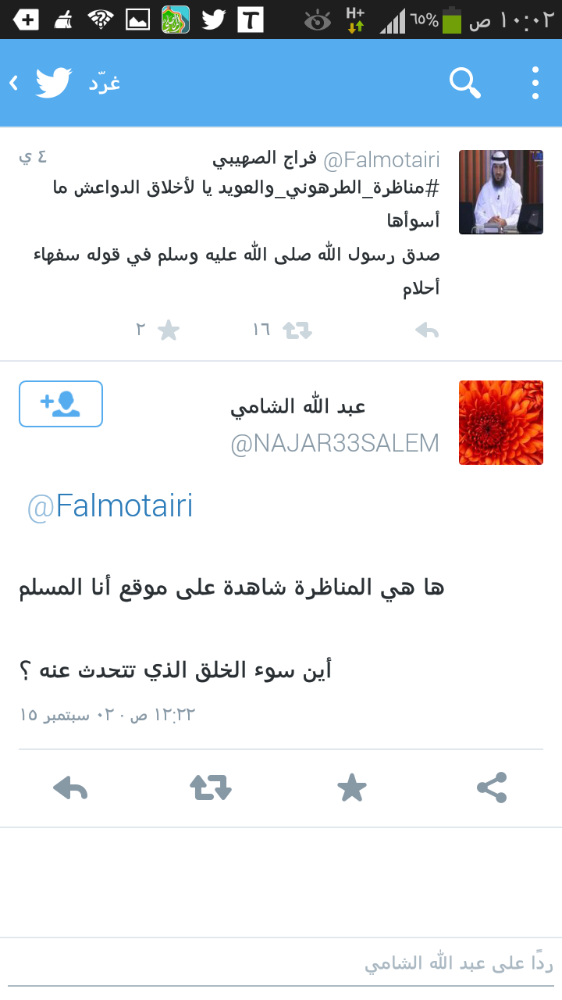 ١٠:٠٢ ص
٦٥%
H+
T
غرّد
فراج الصهيبي @Falmotairi
٤ ي
#مناظرة_الطرهوني_والعويد يا لأخلاق الدواعش ما
أسوأها
صدق رسول الله صلى الله عليه وسلم في قوله سفهاء
أحلام
١٦
٢
عبد الله الشامي
@NAJAR33SALEM
@Falmotairi
ها هي المناظرة شاهدة على موقع أنا المسلم
أين سوء الخلق الذي تتحدث عنه ؟
١٢:٢٢ ص · ٠٢ سبتمبر ١٥
ردًا على عبد الله الشامي